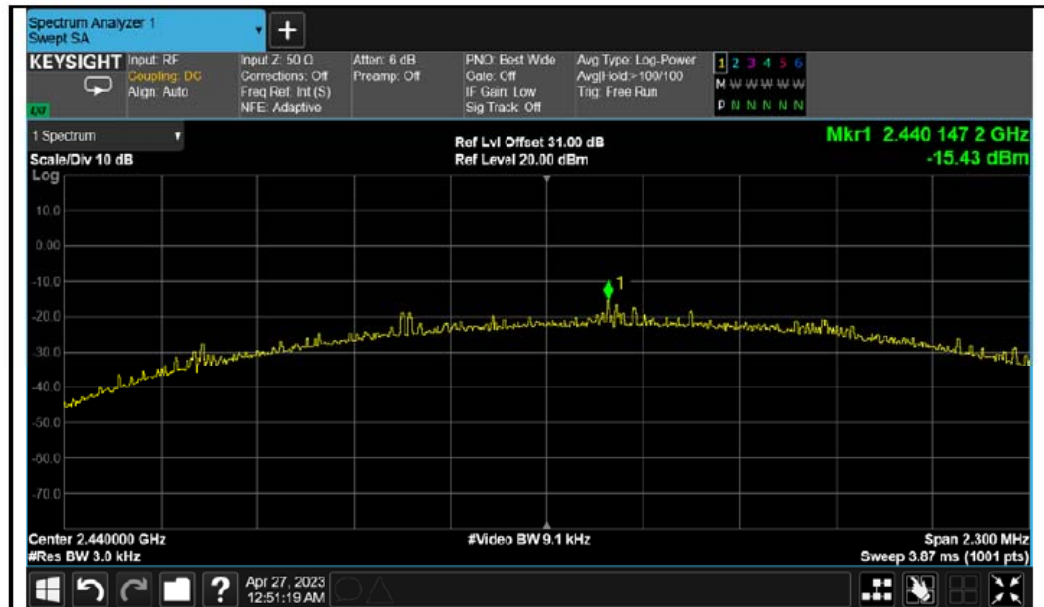 Spectrum Analyzer 1
Swept SA
+
KEYSIGHT
Input: RF
Coupling: DC
Align: Auto
Input Z: 50 Ω
Corrections: Off
Freq Ref: Int (S)
NFE: Adaptive
Atten: 6 dB
Preamp: Off
PNO: Best Wide
Gate: Off
IF Gain: Low
Sig Track: Off
Avg Type: Log-Power
Avg|Hold:>100/100
Trig: Free Run
1 2 3 4 5 6
M W W W W W
P N N N N N
LXI
1 Spectrum
Scale/Div 10 dB
Log
Ref Lvl Offset 31.00 dB
Ref Level 20.00 dBm
Mkr1 2.440 147 2 GHz
-15.43 dBm
10.0
0.00
-10.0
1
-20.0
-30.0
-40.0
-50.0
-60.0
-70.0
Center 2.440000 GHz
#Res BW 3.0 kHz
#Video BW 9.1 kHz
Span 2.300 MHz
Sweep 3.87 ms (1001 pts)
?
Apr 27, 2023
12:51:19 AM